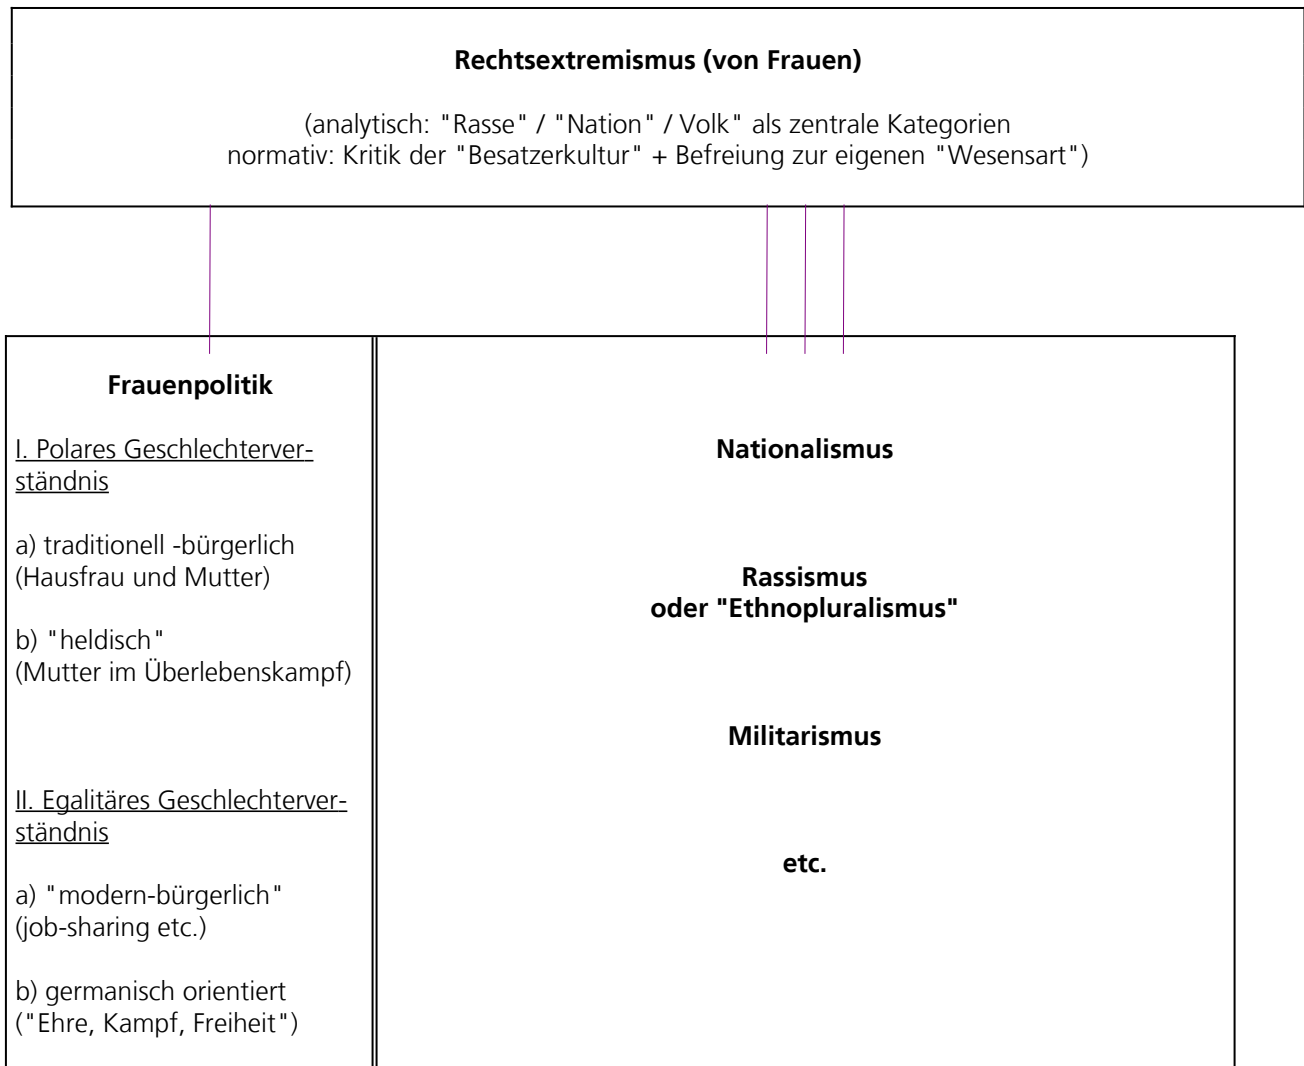 Rechtsextremismus (von Frauen)
(analytisch: "Rasse" / "Nation" / Volk" als zentrale Kategorien
normativ: Kritik der "Besatzerkultur" + Befreiung zur eigenen "Wesensart")
Frauenpolitik
I. Polares Geschlechterver-
ständnis
a) traditionell -bürgerlich
(Hausfrau und Mutter)
b) "heldisch"
(Mutter im Überlebenskampf)
II. Egalitäres Geschlechterver-
ständnis
a) "modern-bürgerlich"
(job-sharing etc.)
b) germanisch orientiert
("Ehre, Kampf, Freiheit")
Nationalismus
Rassismus
oder "Ethnopluralismus"
Militarismus
etc.